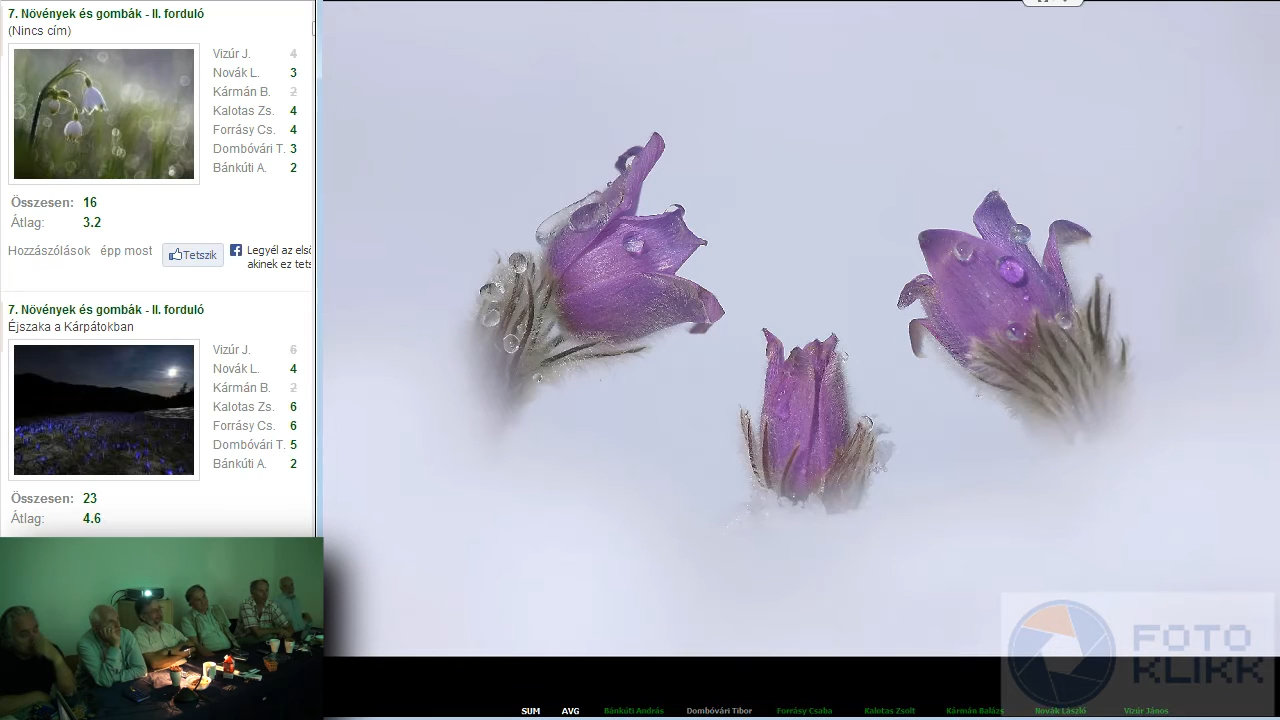 7. Növények és gombák - II. forduló
(Nincs cím)
Vizúr J. 4
Novák L. 3
Kármán B. 2
Kalotas Zs. 4
Forrásy Cs. 4
Dombóvári T. 3
Bánkúti A. 2
Összesen: 16
Átlag: 3.2
Hozzászólások épp most Tetszik Legyél az els
akinek ez tets
7. Növények és gombák - II. forduló
Éjszaka a Kárpátokban
Vizúr J. 6
Novák L. 4
Kármán B. 2
Kalotas Zs. 6
Forrásy Cs. 6
Dombóvári T. 5
Bánkúti A. 2
Összesen: 23
Átlag: 4.6
FOTO
KLIKK
SUM AVG Bánkúti András Dombóvári Tibor Forrásy Csaba Kalotas Zsolt Kármán Balázs Novák László Vizúr János